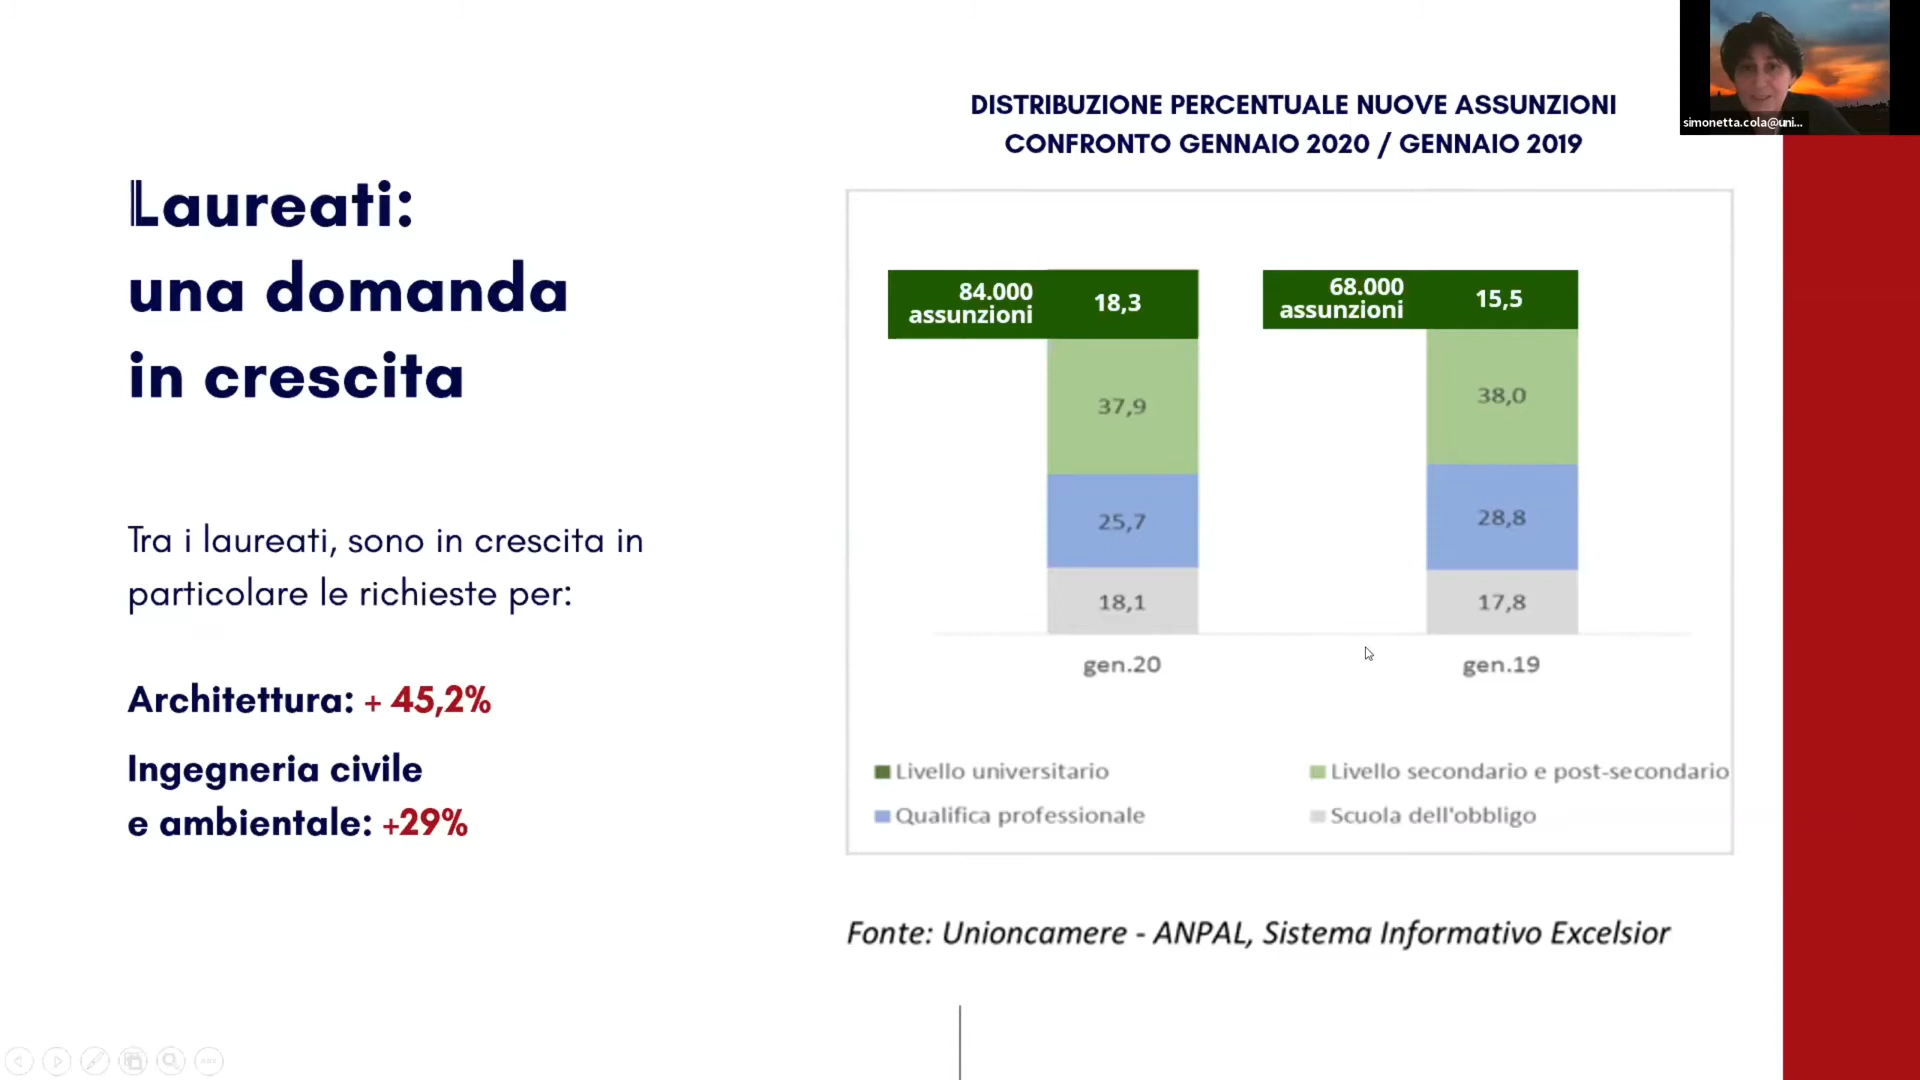 simonetta.cola@uni...
DISTRIBUZIONE PERCENTUALE NUOVE ASSUNZIONI
CONFRONTO GENNAIO 2020 / GENNAIO 2019
Laureati:
una domanda
in crescita
Tra i laureati, sono in crescita in
particolare le richieste per:
Architettura: + 45,2%
Ingegneria civile
e ambientale: +29%
84.000
assunzioni
18,3
37,9
25,7
18,1
gen.20
68.000
assunzioni
15,5
38,0
28,8
17,8
gen.19
Livello universitario
Livello secondario e post-secondario
Qualifica professionale
Scuola dell'obbligo
Fonte: Unioncamere - ANPAL, Sistema Informativo Excelsior